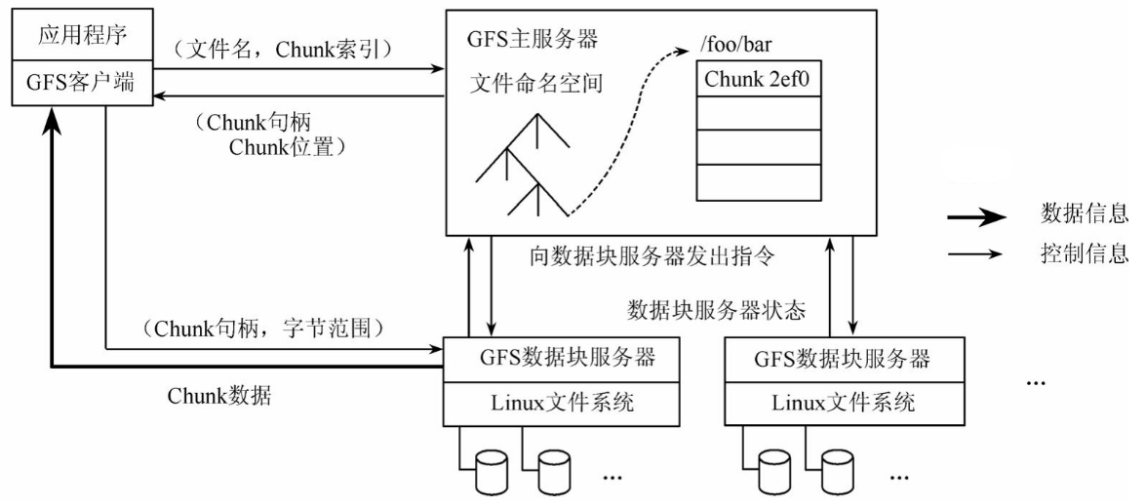 应用程序
GFS客户端
（文件名，Chunk索引）
（Chunk句柄
Chunk位置）
GFS主服务器
文件命名空间
/foo/bar
Chunk 2ef0
数据信息
控制信息
向数据块服务器发出指令
数据块服务器状态
（Chunk句柄，字节范围）
Chunk数据
GFS数据块服务器
Linux文件系统
...
GFS数据块服务器
Linux文件系统
...
...